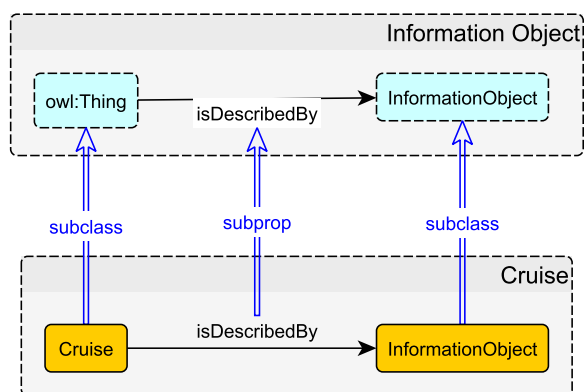 Information Object
owl:Thing
InformationObject
isDescribedBy
subclass
subprop
subclass
Cruise
isDescribedBy
Cruise
InformationObject